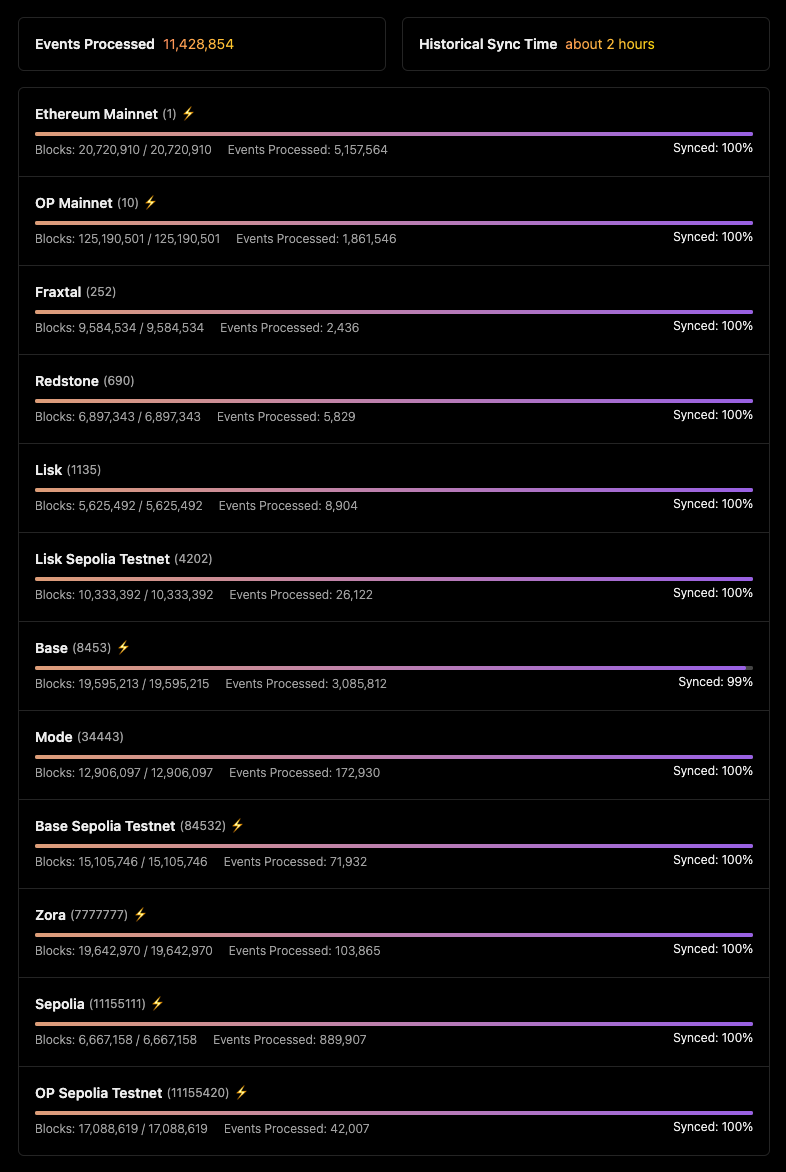 Events Processed 11,428,854
Historical Sync Time about 2 hours
Ethereum Mainnet (1) ⚡
Blocks: 20,720,910 / 20,720,910 Events Processed: 5,157,564 Synced: 100%
OP Mainnet (10) ⚡
Blocks: 125,190,501 / 125,190,501 Events Processed: 1,861,546 Synced: 100%
Fraxtal (252)
Blocks: 9,584,534 / 9,584,534 Events Processed: 2,436 Synced: 100%
Redstone (690)
Blocks: 6,897,343 / 6,897,343 Events Processed: 5,829 Synced: 100%
Lisk (1135)
Blocks: 5,625,492 / 5,625,492 Events Processed: 8,904 Synced: 100%
Lisk Sepolia Testnet (4202)
Blocks: 10,333,392 / 10,333,392 Events Processed: 26,122 Synced: 100%
Base (8453) ⚡
Blocks: 19,595,213 / 19,595,215 Events Processed: 3,085,812 Synced: 99%
Mode (34443)
Blocks: 12,906,097 / 12,906,097 Events Processed: 172,930 Synced: 100%
Base Sepolia Testnet (84532) ⚡
Blocks: 15,105,746 / 15,105,746 Events Processed: 71,932 Synced: 100%
Zora (7777777) ⚡
Blocks: 19,642,970 / 19,642,970 Events Processed: 103,865 Synced: 100%
Sepolia (11155111) ⚡
Blocks: 6,667,158 / 6,667,158 Events Processed: 889,907 Synced: 100%
OP Sepolia Testnet (11155420) ⚡
Blocks: 17,088,619 / 17,088,619 Events Processed: 42,007 Synced: 100%